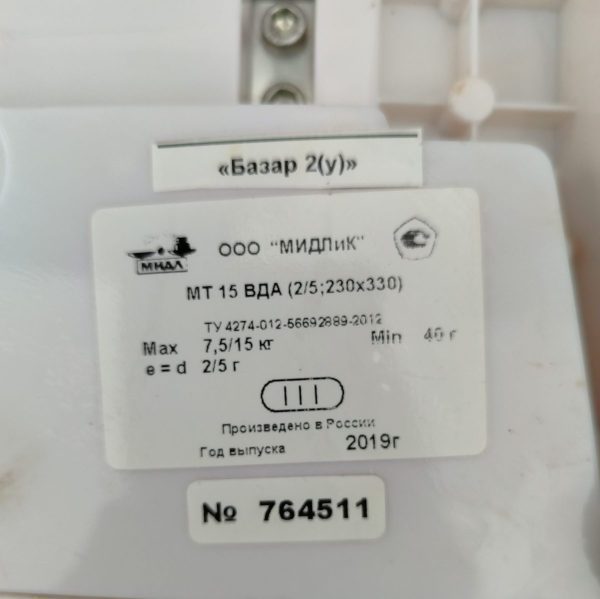 «Базар 2(у)»
МИДЛ
ООО "МИДЛиК"
МТ 15 ВДА (2/5;230х330)
ТУ 4274-012-56692889-2012
Max 7,5/15 кг Min 40 г
e = d 2/5 г
III
Произведено в России
Год выпуска 2019г
№ 764511